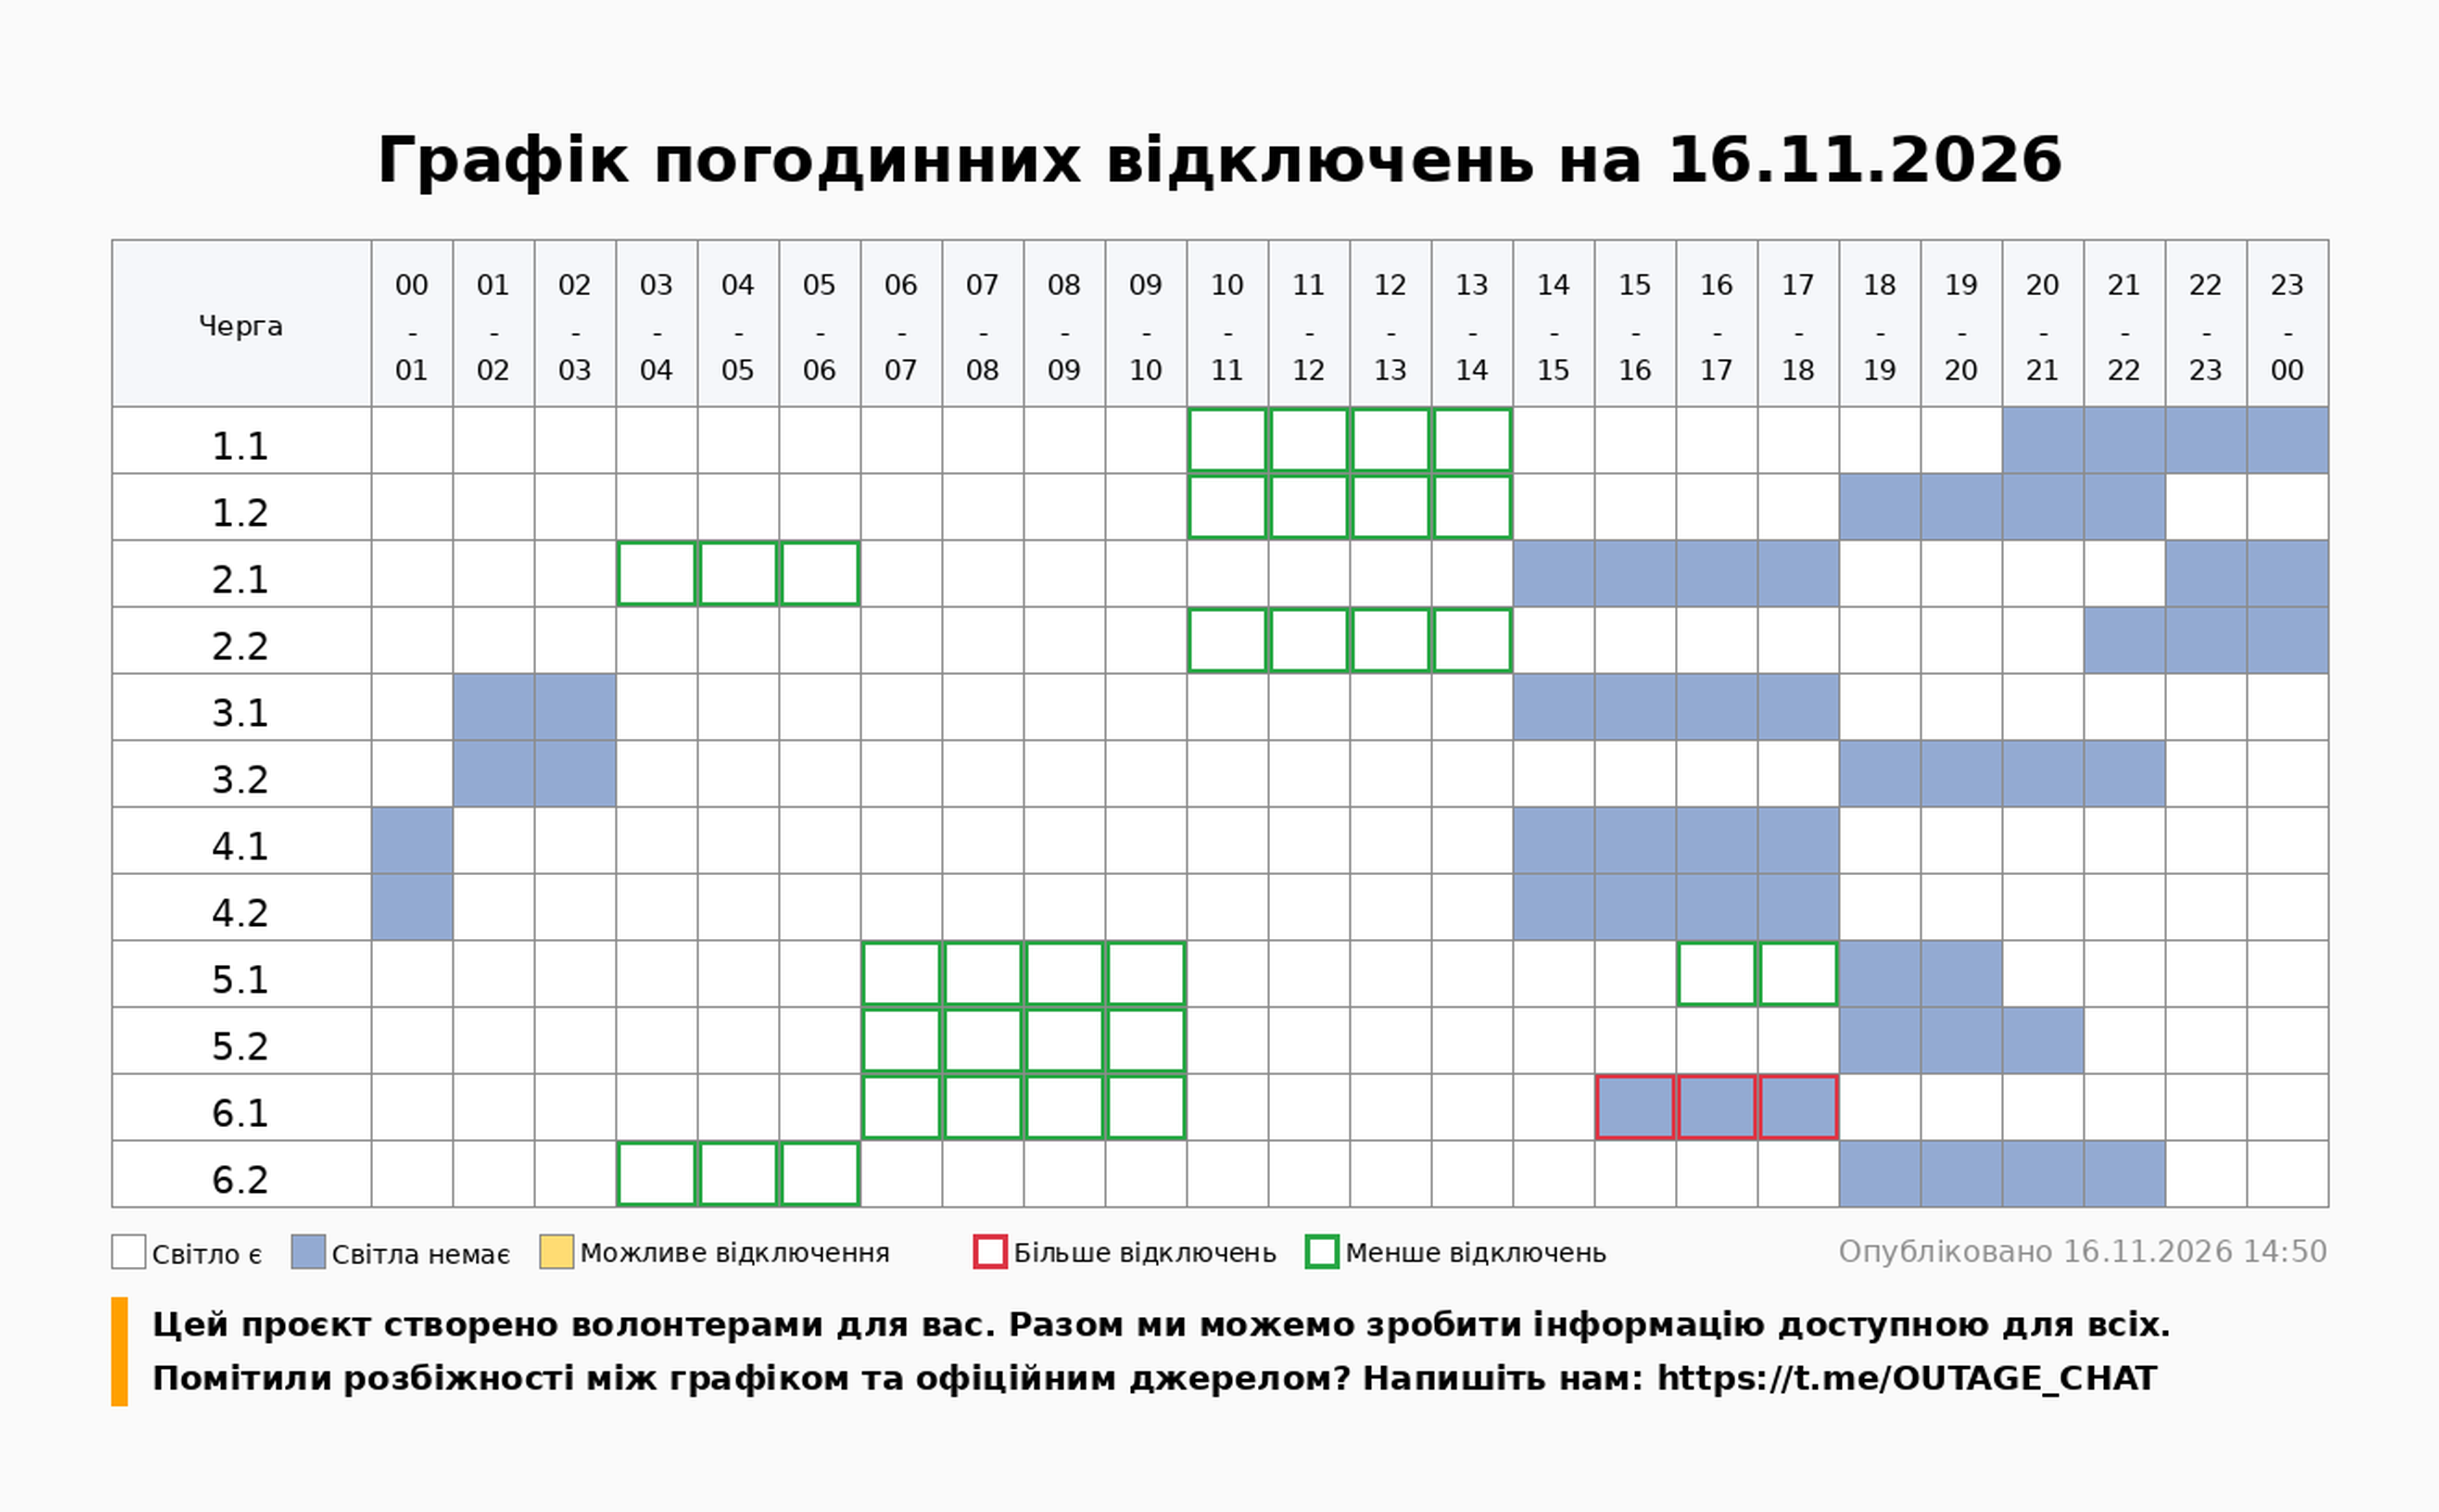 Графік погодинних відключень на 16.11.2026
Черга
00 - 01
01 - 02
02 - 03
03 - 04
04 - 05
05 - 06
06 - 07
07 - 08
08 - 09
09 - 10
10 - 11
11 - 12
12 - 13
13 - 14
14 - 15
15 - 16
16 - 17
17 - 18
18 - 19
19 - 20
20 - 21
21 - 22
22 - 23
23 - 00
1.1
1.2
2.1
2.2
3.1
3.2
4.1
4.2
5.1
5.2
6.1
6.2
Світло є
Світла немає
Можливе відключення
Більше відключень
Менше відключень
Опубліковано 16.11.2026 14:50
Цей проєкт створено волонтерами для вас. Разом ми можемо зробити інформацію доступною для всіх.
Помітили розбіжності між графіком та офіційним джерелом? Напишіть нам: https://t.me/OUTAGE_CHAT